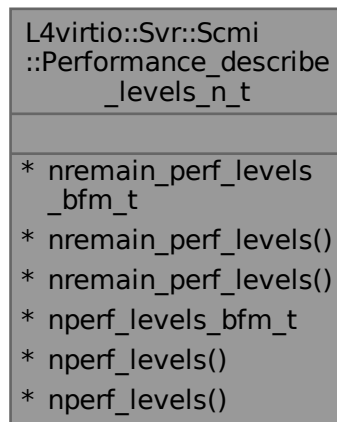 L4virtio::Svr::Scmi
::Performance_describe
_levels_n_t
* nremain_perf_levels
_bfm_t
* nremain_perf_levels()
* nremain_perf_levels()
* nperf_levels_bfm_t
* nperf_levels()
* nperf_levels()